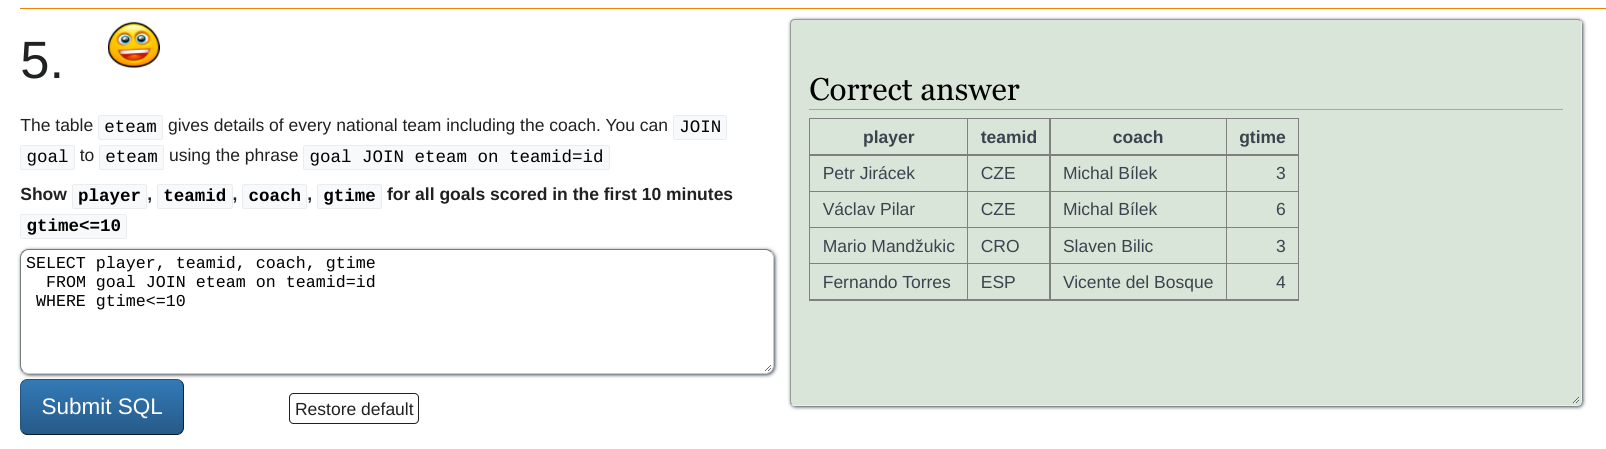 5.
The table eteam gives details of every national team including the coach. You can JOIN
goal to eteam using the phrase goal JOIN eteam on teamid=id
Show player, teamid, coach, gtime for all goals scored in the first 10 minutes
gtime<=10
SELECT player, teamid, coach, gtime
FROM goal JOIN eteam on teamid=id
WHERE gtime<=10
Submit SQL
Restore default
Correct answer
player teamid coach gtime
Petr Jirácek CZE Michal Bílek 3
Václav Pilar CZE Michal Bílek 6
Mario Mandžukic CRO Slaven Bilic 3
Fernando Torres ESP Vicente del Bosque 4